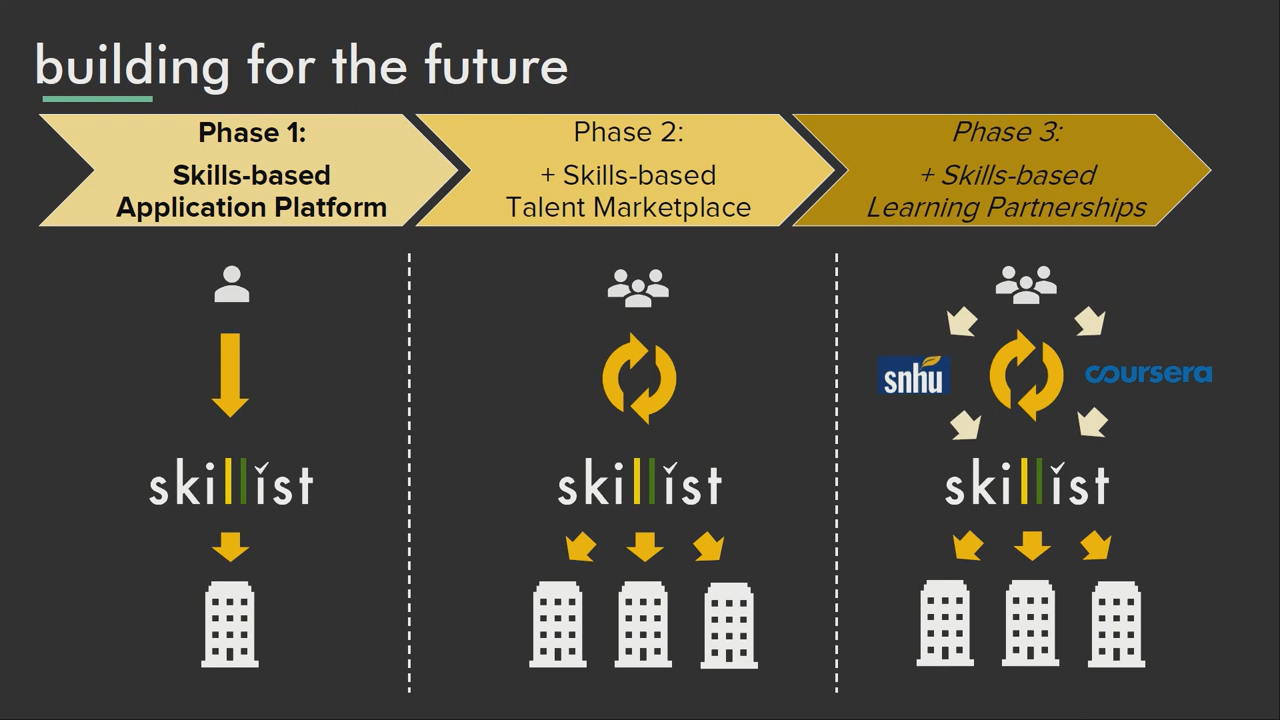 building for the future
Phase 1:
Skills-based
Application Platform
Phase 2:
+ Skills-based
Talent Marketplace
Phase 3:
+ Skills-based
Learning Partnerships
snhu
coursera
skillist
skillist
skillist